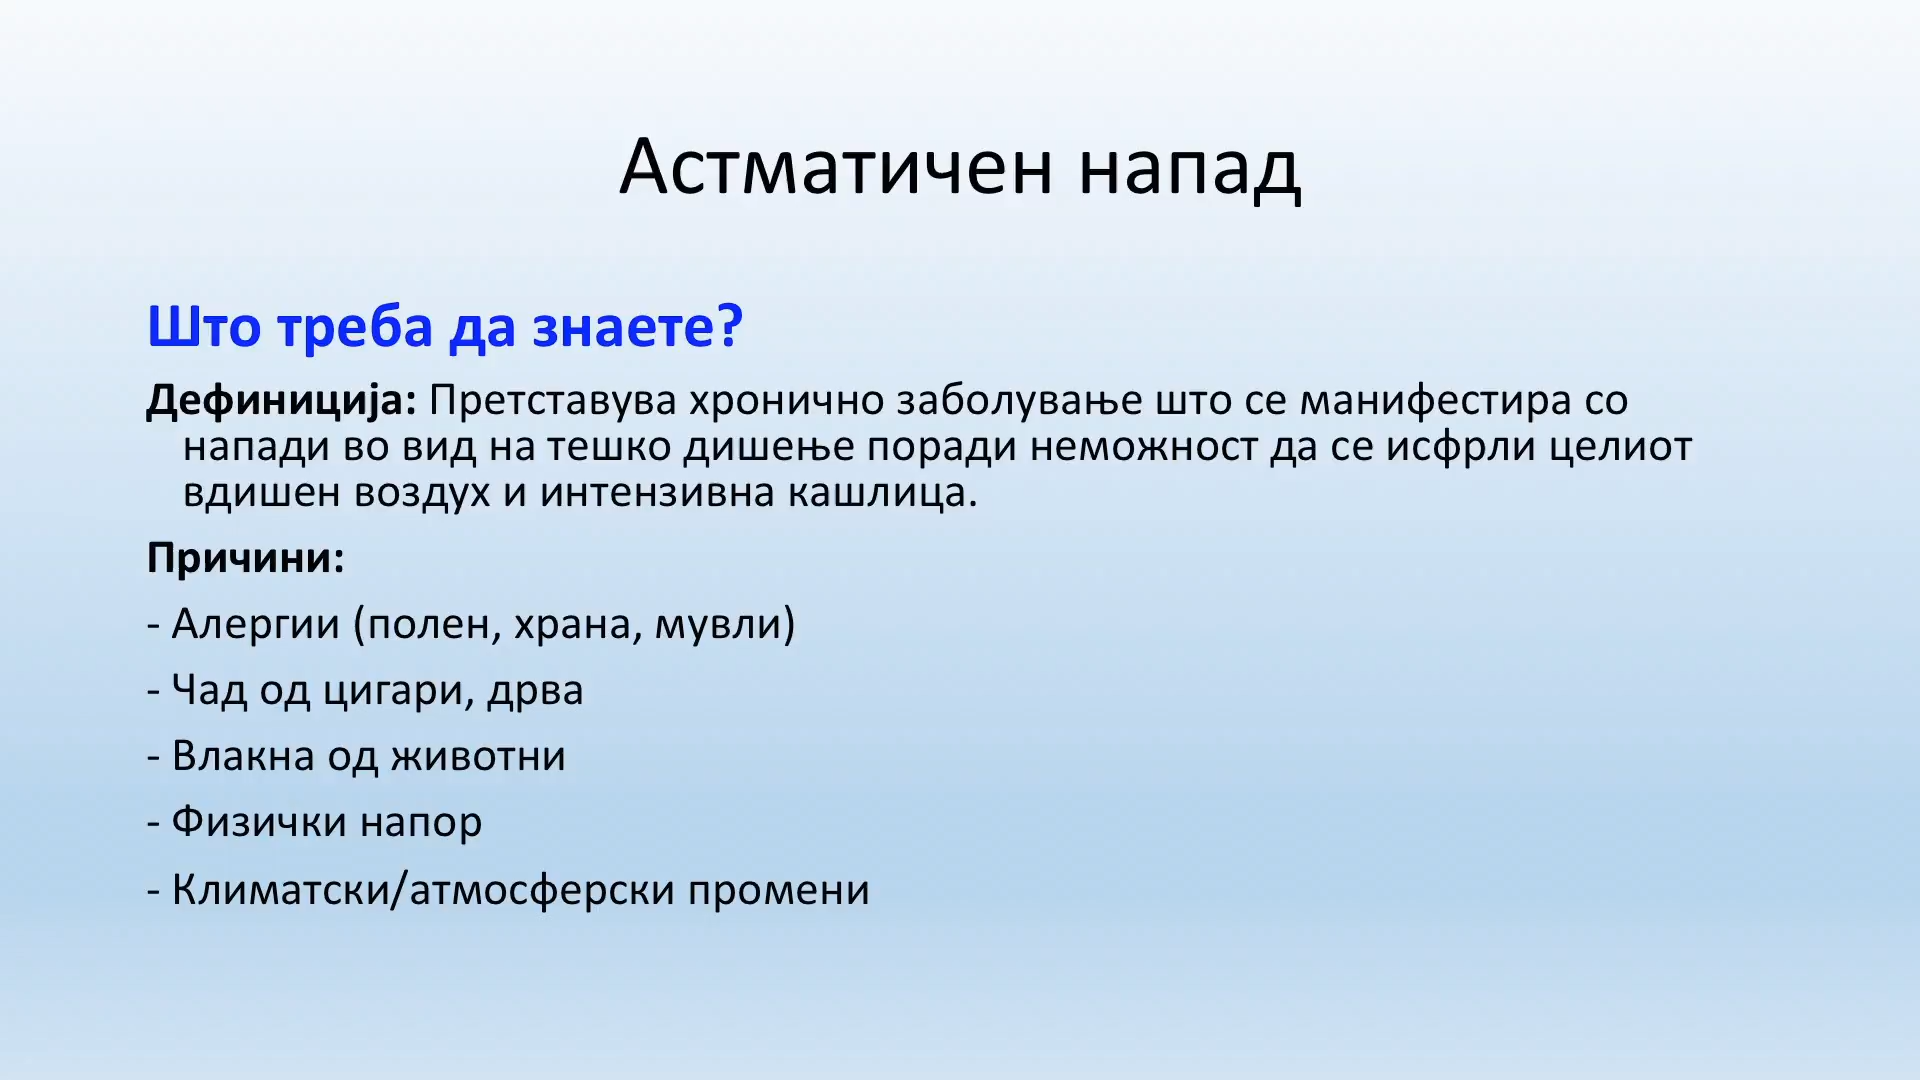 Астматичен напад
Што треба да знаете?
Дефиниција: Претставува хронично заболување што се манифестира со
напади во вид на тешко дишење поради неможност да се исфрли целиот
вдишен воздух и интензивна кашлица.
Причини:
- Алергии (полен, храна, мувли)
- Чад од цигари, дрва
- Влакна од животни
- Физички напор
- Климатски/атмосферски промени